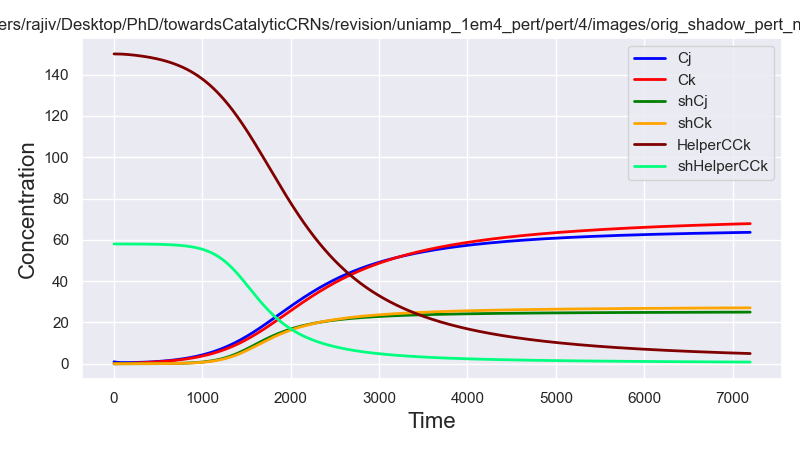 ers/rajiv/Desktop/PhD/towardsCatalyticCRNs/revision/uniamp_1em4_pert/pert/4/images/orig_shadow_pert_n
Cj
Ck
shCj
shCk
HelperCCk
shHelperCCk
140
120
100
80
60
40
20
0
Concentration
0 1000 2000 3000 4000 5000 6000 7000
Time